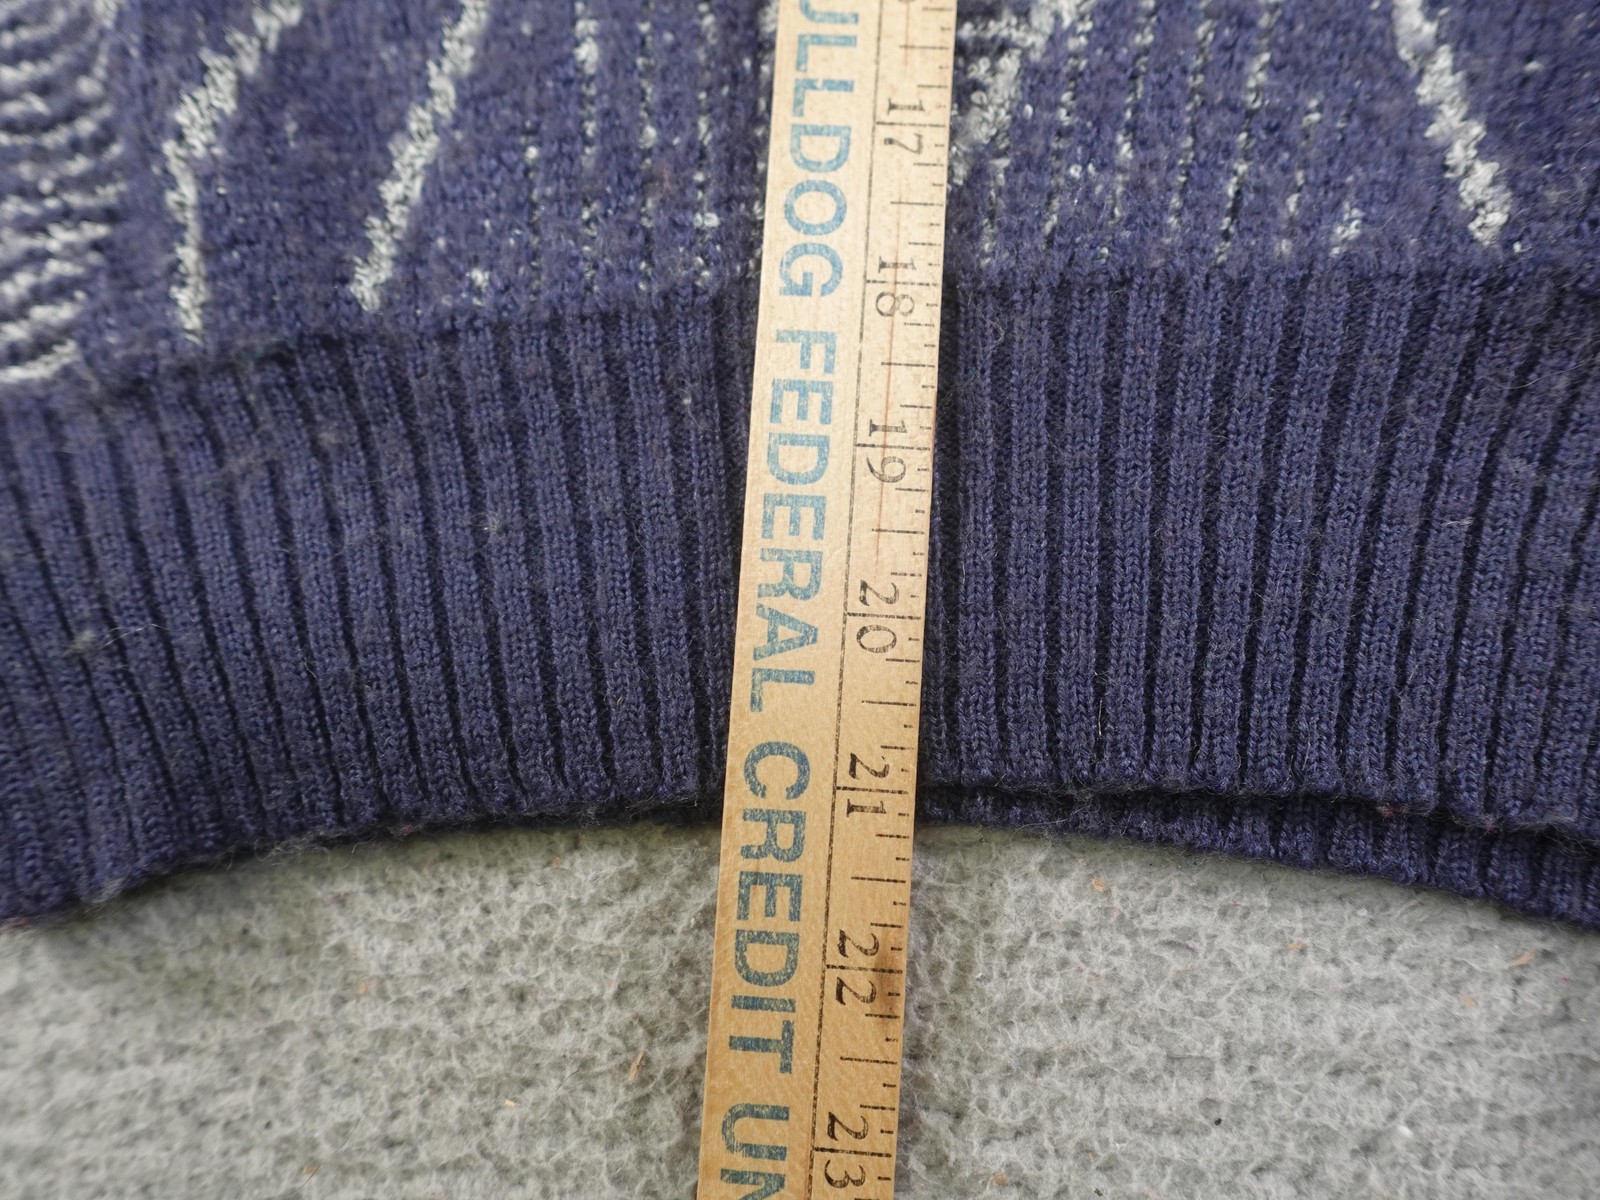 ULLDOG FEDERAL CREDIT UN
17 18 19 20 21 22 23